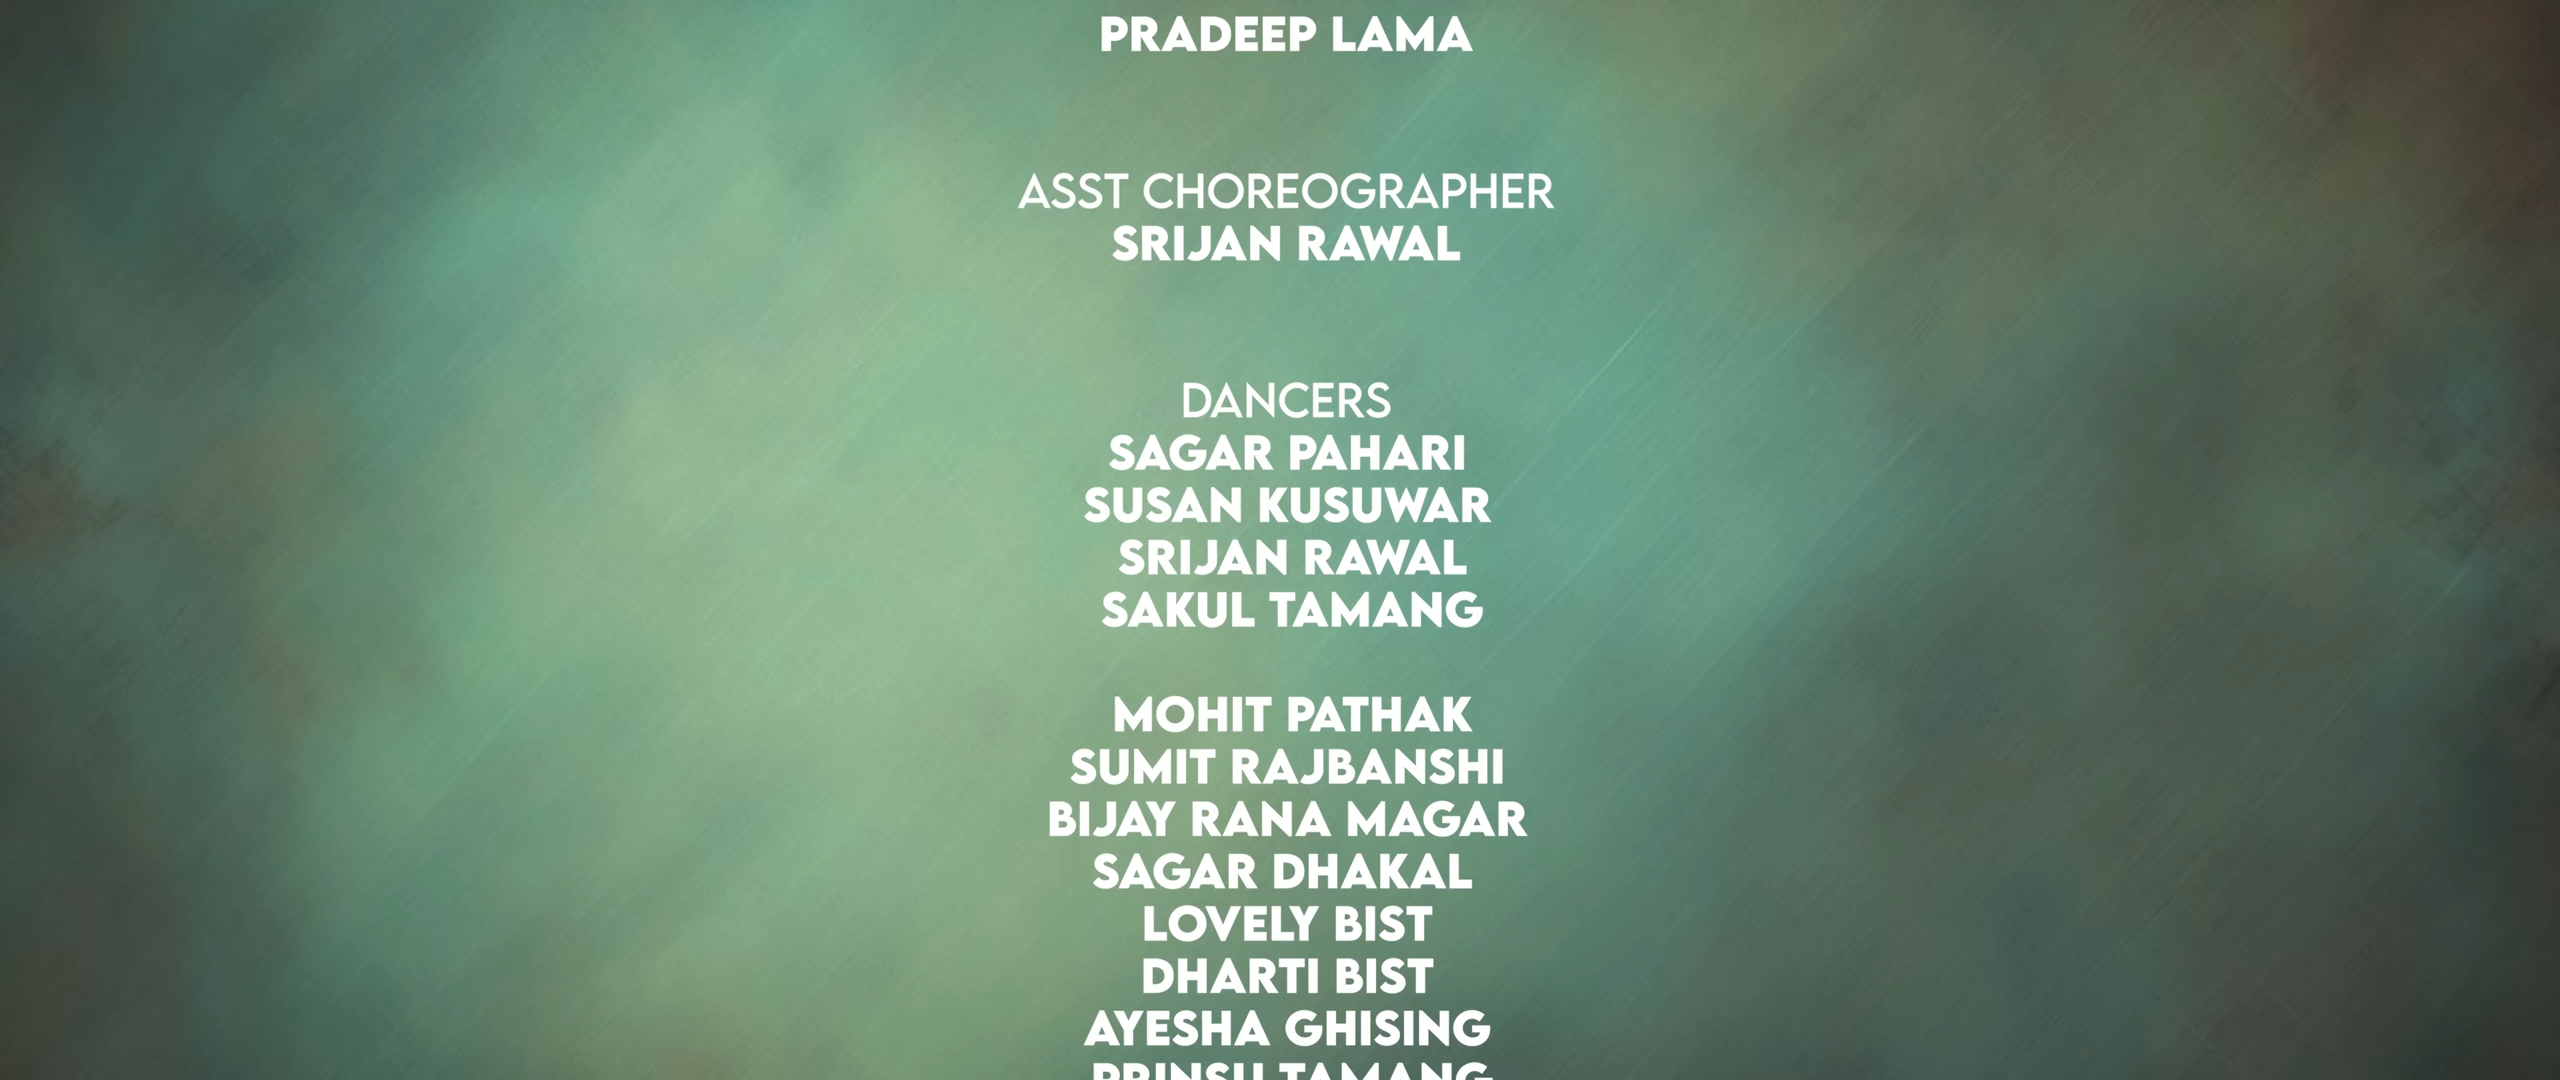 PRADEEP LAMA
ASST CHOREOGRAPHER
SRIJAN RAWAL
DANCERS
SAGAR PAHARI
SUSAN KUSUWAR
SRIJAN RAWAL
SAKUL TAMANG
MOHIT PATHAK
SUMIT RAJBANSHI
BIJAY RANA MAGAR
SAGAR DHAKAL
LOVELY BIST
DHARTI BIST
AYESHA GHISING
PRINSU TAMANG